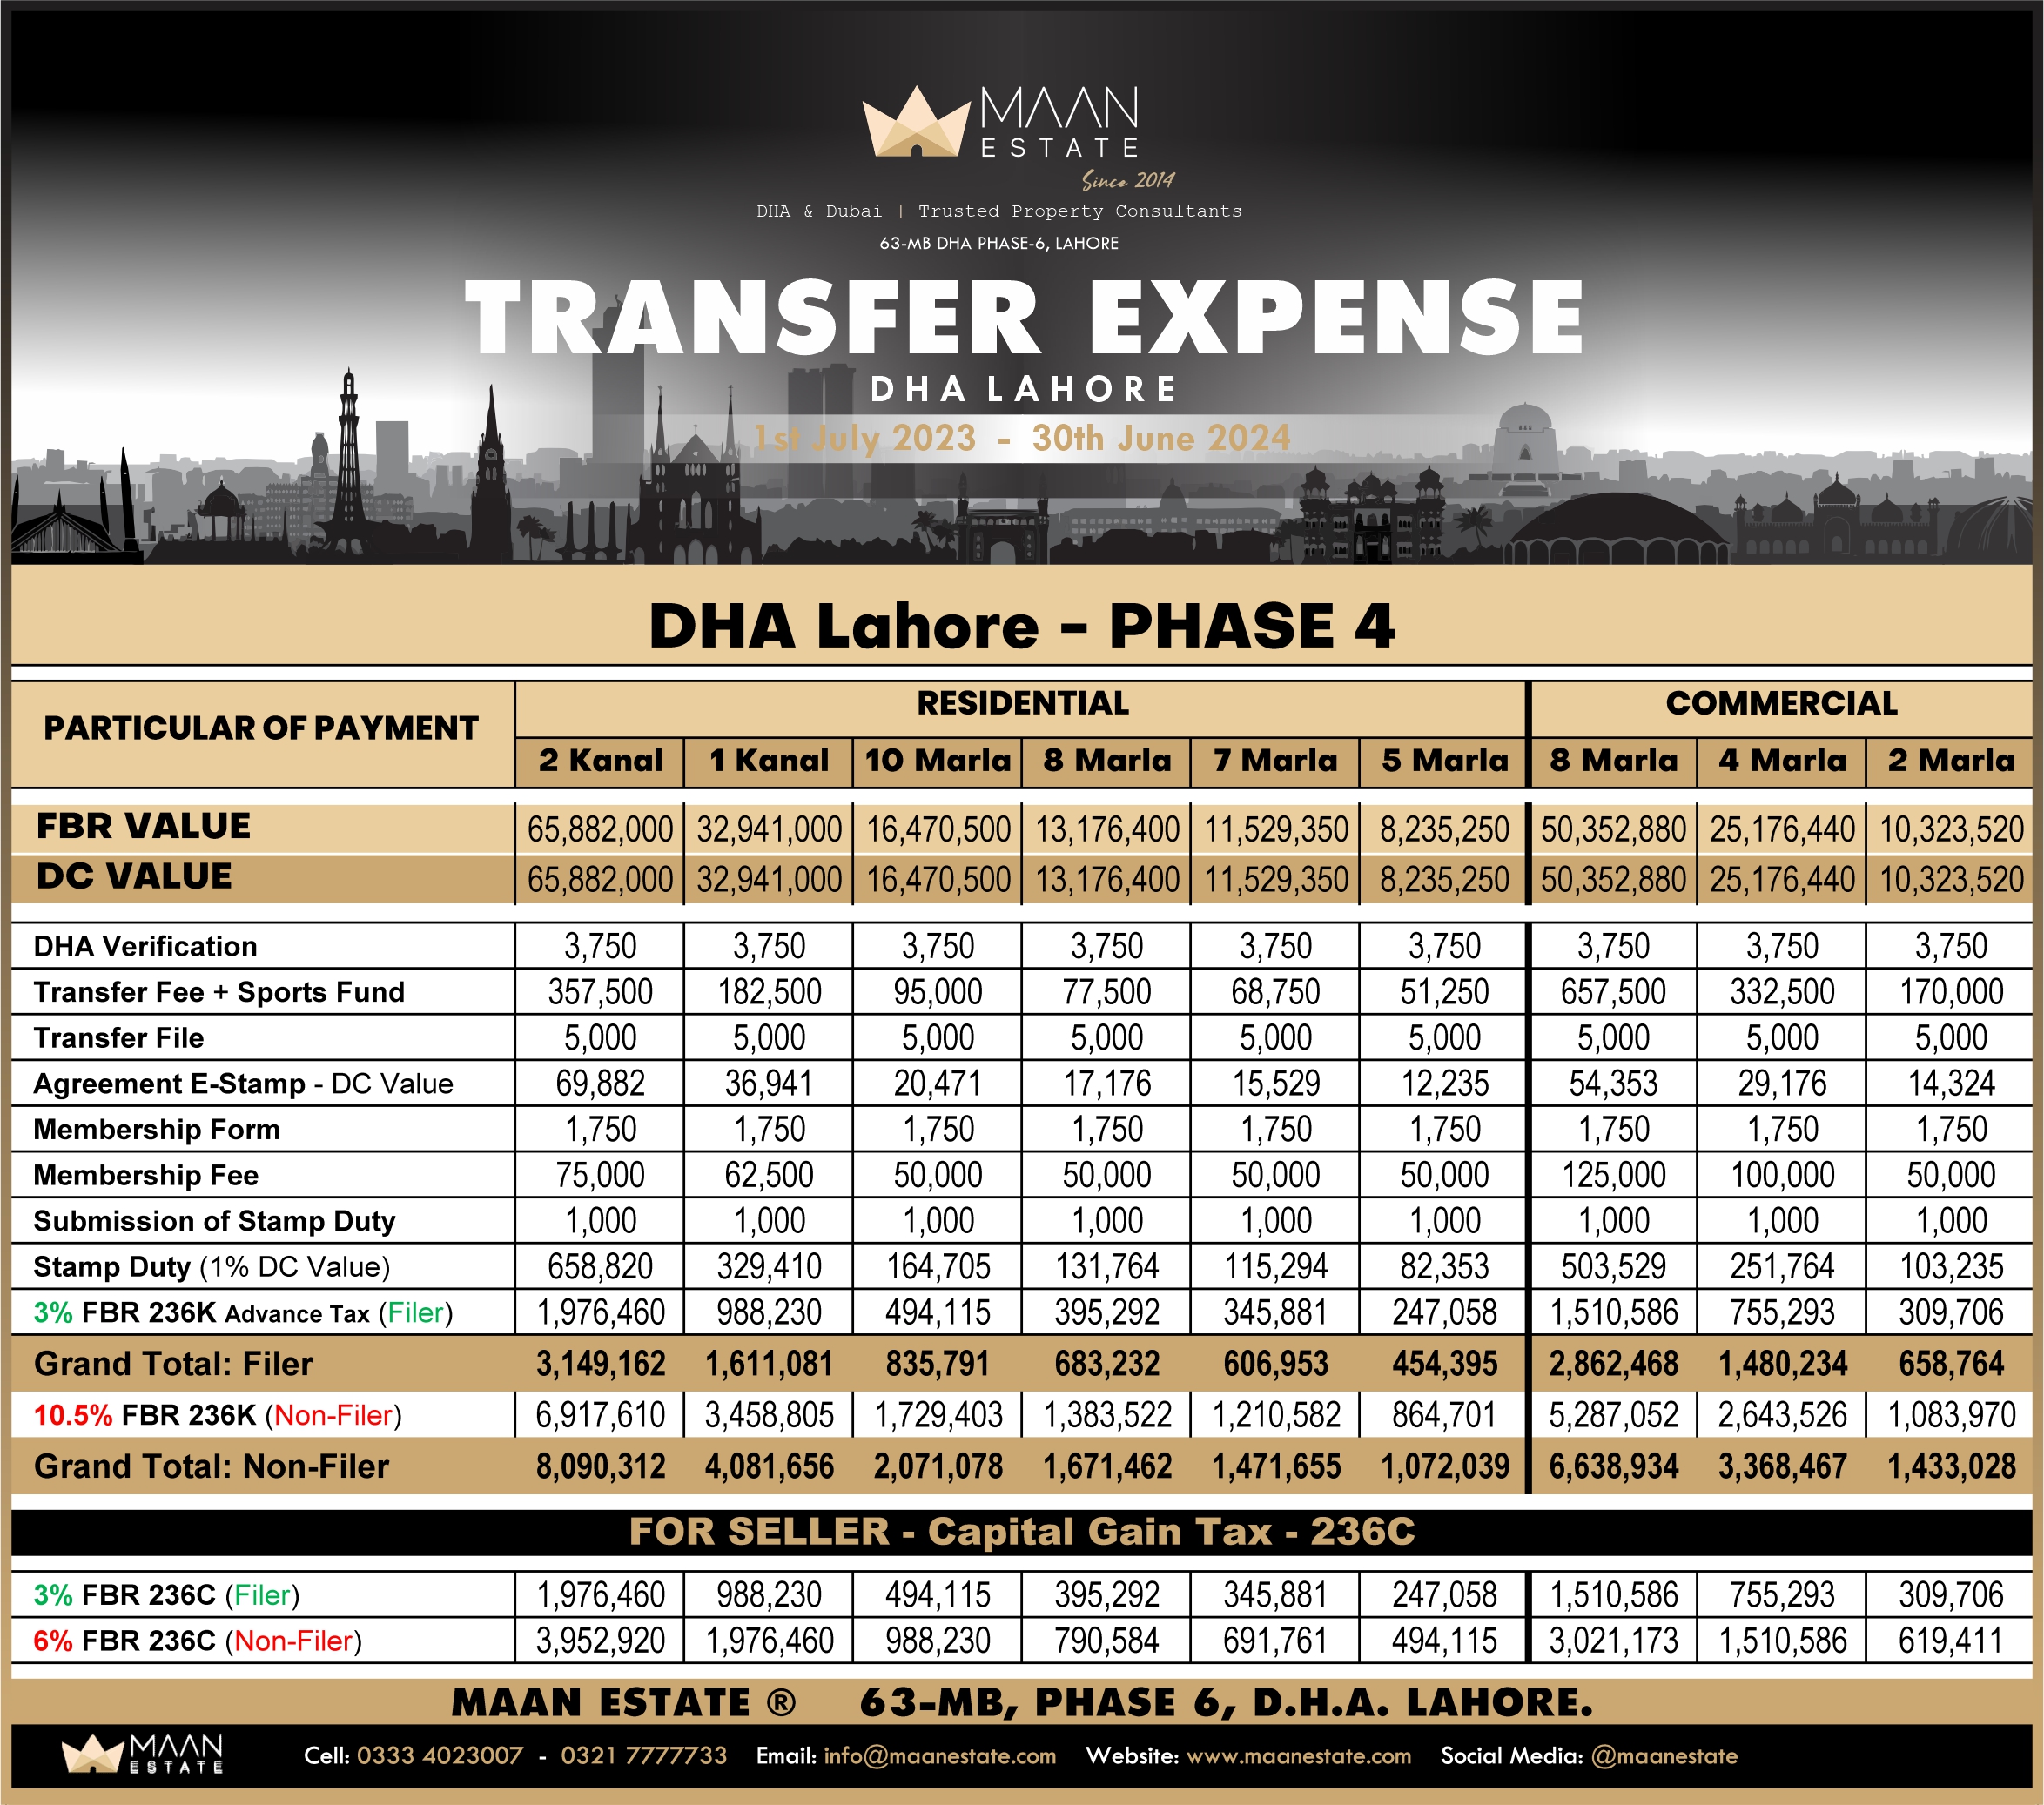 MAAN
ESTATE
Since 2014
DHA & Dubai | Trusted Property Consultants
63-MB DHA PHASE-6, LAHORE
TRANSFER EXPENSE
DHA LAHORE
1st July 2023 - 30th June 2024
DHA Lahore - PHASE 4
PARTICULAR OF PAYMENT RESIDENTIAL COMMERCIAL
2 Kanal 1 Kanal 10 Marla 8 Marla 7 Marla 5 Marla 8 Marla 4 Marla 2 Marla
FBR VALUE 65,882,000 32,941,000 16,470,500 13,176,400 11,529,350 8,235,250 50,352,880 25,176,440 10,323,520
DC VALUE 65,882,000 32,941,000 16,470,500 13,176,400 11,529,350 8,235,250 50,352,880 25,176,440 10,323,520
DHA Verification 3,750 3,750 3,750 3,750 3,750 3,750 3,750 3,750 3,750
Transfer Fee + Sports Fund 357,500 182,500 95,000 77,500 68,750 51,250 657,500 332,500 170,000
Transfer File 5,000 5,000 5,000 5,000 5,000 5,000 5,000 5,000 5,000
Agreement E-Stamp - DC Value 69,882 36,941 20,471 17,176 15,529 12,235 54,353 29,176 14,324
Membership Form 1,750 1,750 1,750 1,750 1,750 1,750 1,750 1,750 1,750
Membership Fee 75,000 62,500 50,000 50,000 50,000 50,000 125,000 100,000 50,000
Submission of Stamp Duty 1,000 1,000 1,000 1,000 1,000 1,000 1,000 1,000 1,000
Stamp Duty (1% DC Value) 658,820 329,410 164,705 131,764 115,294 82,353 503,529 251,764 103,235
3% FBR 236K Advance Tax (Filer) 1,976,460 988,230 494,115 395,292 345,881 247,058 1,510,586 755,293 309,706
Grand Total: Filer 3,149,162 1,611,081 835,791 683,232 606,953 454,395 2,862,468 1,480,234 658,764
10.5% FBR 236K (Non-Filer) 6,917,610 3,458,805 1,729,403 1,383,522 1,210,582 864,701 5,287,052 2,643,526 1,083,970
Grand Total: Non-Filer 8,090,312 4,081,656 2,071,078 1,671,462 1,471,655 1,072,039 6,638,934 3,368,467 1,433,028
FOR SELLER - Capital Gain Tax - 236C
3% FBR 236C (Filer) 1,976,460 988,230 494,115 395,292 345,881 247,058 1,510,586 755,293 309,706
6% FBR 236C (Non-Filer) 3,952,920 1,976,460 988,230 790,584 691,761 494,115 3,021,173 1,510,586 619,411
MAAN ESTATE ® 63-MB, PHASE 6, D.H.A. LAHORE.
MAAN
ESTATE
Cell: 0333 4023007 - 0321 7777733 Email: info@maanestate.com Website: www.maanestate.com Social Media: @maanestate